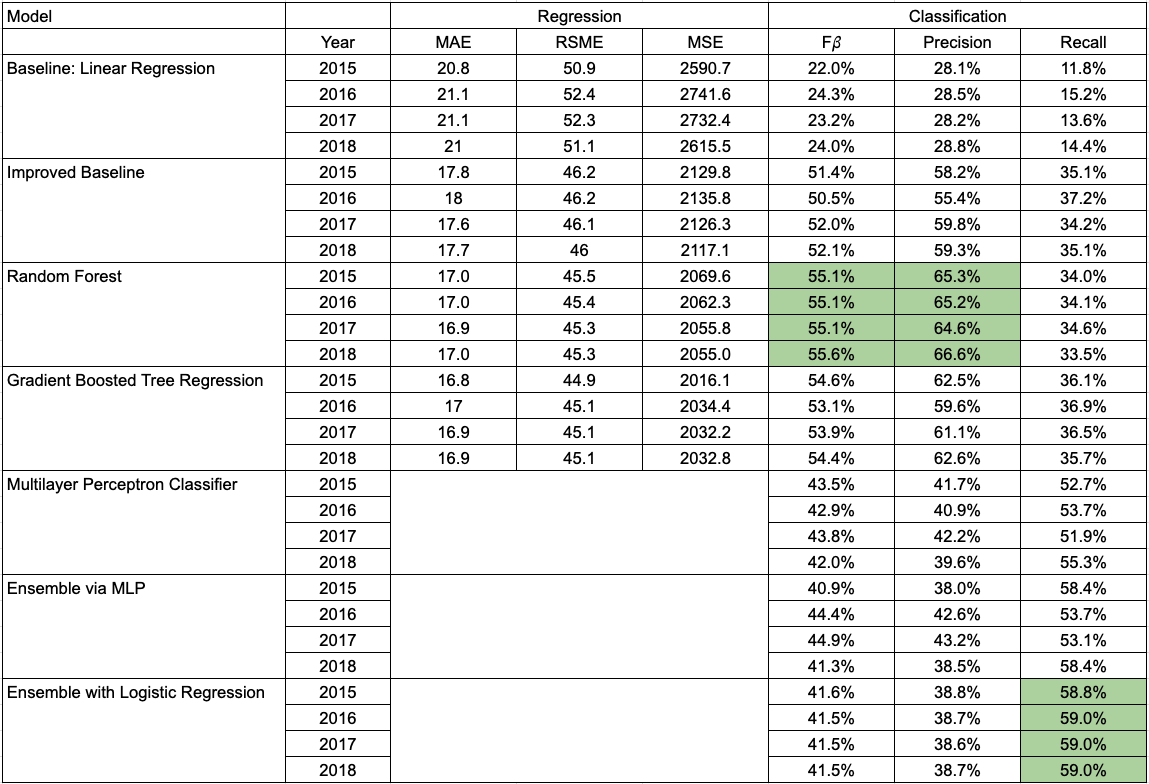 Model Regression Classification
Year MAE RSME MSE Fβ Precision Recall
Baseline: Linear Regression 2015 20.8 50.9 2590.7 22.0% 28.1% 11.8%
2016 21.1 52.4 2741.6 24.3% 28.5% 15.2%
2017 21.1 52.3 2732.4 23.2% 28.2% 13.6%
2018 21 51.1 2615.5 24.0% 28.8% 14.4%
Improved Baseline 2015 17.8 46.2 2129.8 51.4% 58.2% 35.1%
2016 18 46.2 2135.8 50.5% 55.4% 37.2%
2017 17.6 46.1 2126.3 52.0% 59.8% 34.2%
2018 17.7 46 2117.1 52.1% 59.3% 35.1%
Random Forest 2015 17.0 45.5 2069.6 55.1% 65.3% 34.0%
2016 17.0 45.4 2062.3 55.1% 65.2% 34.1%
2017 16.9 45.3 2055.8 55.1% 64.6% 34.6%
2018 17.0 45.3 2055.0 55.6% 66.6% 33.5%
Gradient Boosted Tree Regression 2015 16.8 44.9 2016.1 54.6% 62.5% 36.1%
2016 17 45.1 2034.4 53.1% 59.6% 36.9%
2017 16.9 45.1 2032.2 53.9% 61.1% 36.5%
2018 16.9 45.1 2032.8 54.4% 62.6% 35.7%
Multilayer Perceptron Classifier 2015 43.5% 41.7% 52.7%
2016 42.9% 40.9% 53.7%
2017 43.8% 42.2% 51.9%
2018 42.0% 39.6% 55.3%
Ensemble via MLP 2015 40.9% 38.0% 58.4%
2016 44.4% 42.6% 53.7%
2017 44.9% 43.2% 53.1%
2018 41.3% 38.5% 58.4%
Ensemble with Logistic Regression 2015 41.6% 38.8% 58.8%
2016 41.5% 38.7% 59.0%
2017 41.5% 38.6% 59.0%
2018 41.5% 38.7% 59.0%